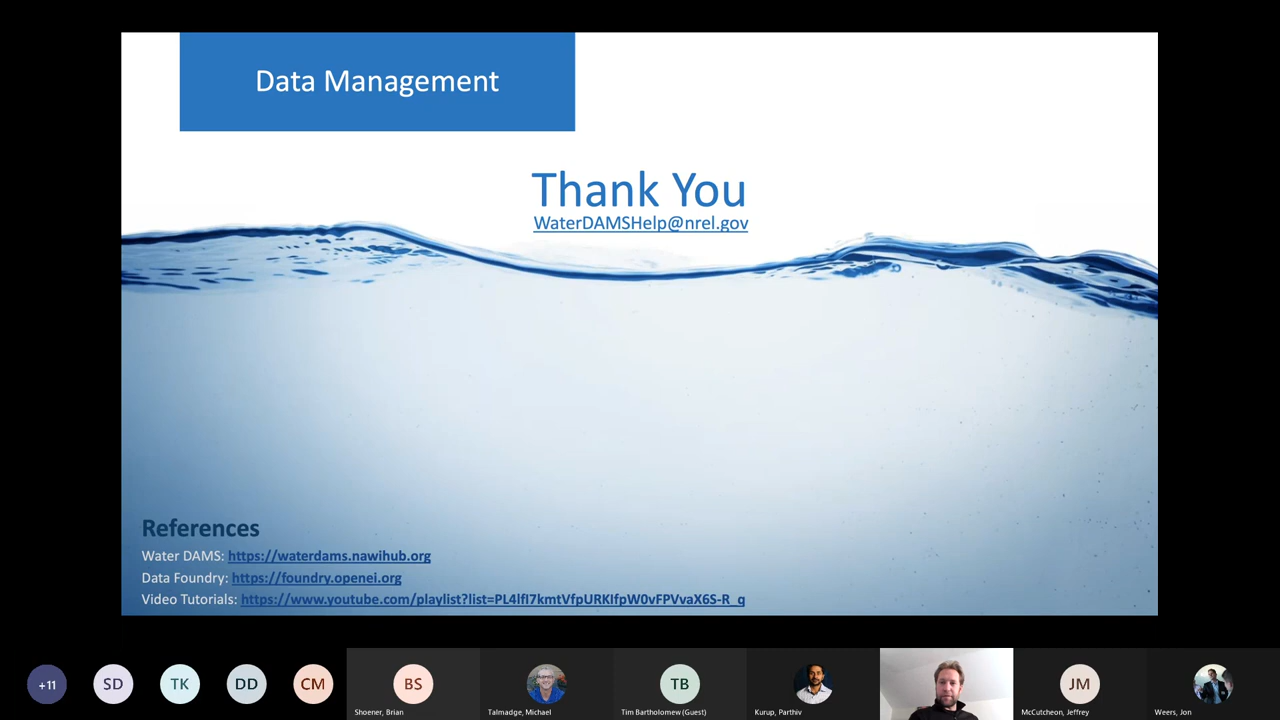 Data Management
Thank You
WaterDAMSHelp@nrel.gov
References
Water DAMS: https://waterdams.nawihub.org
Data Foundry: https://foundry.openei.org
Video Tutorials: https://www.youtube.com/playlist?list=PL4lfI7kmtVfpURKIfpW0vFPVvaX6S-R_q
+11
SD
TK
DD
CM
BS
TB
JM
Shoener, Brian
Talmadge, Michael
Tim Bartholomew (Guest)
Kurup, Parthiv
McCutcheon, Jeffrey
Weers, Jon